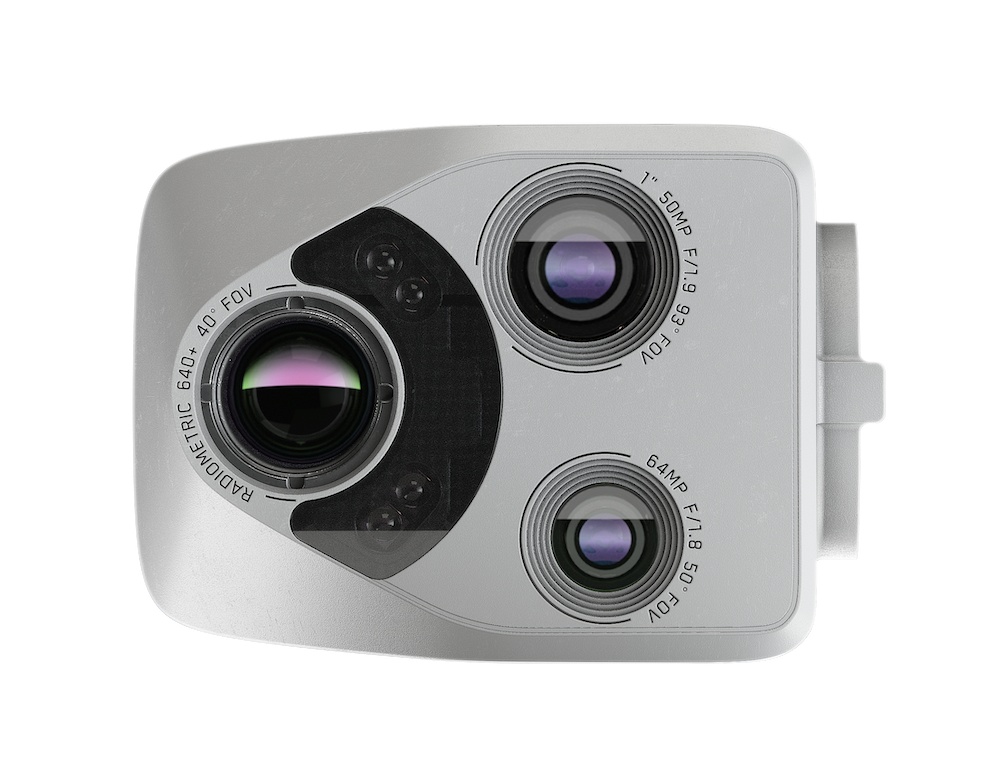 RADIOMETRIC 640+ 40° FOV
1" 50MP F/1.9 93° FOV
64MP F/1.8 50° FOV